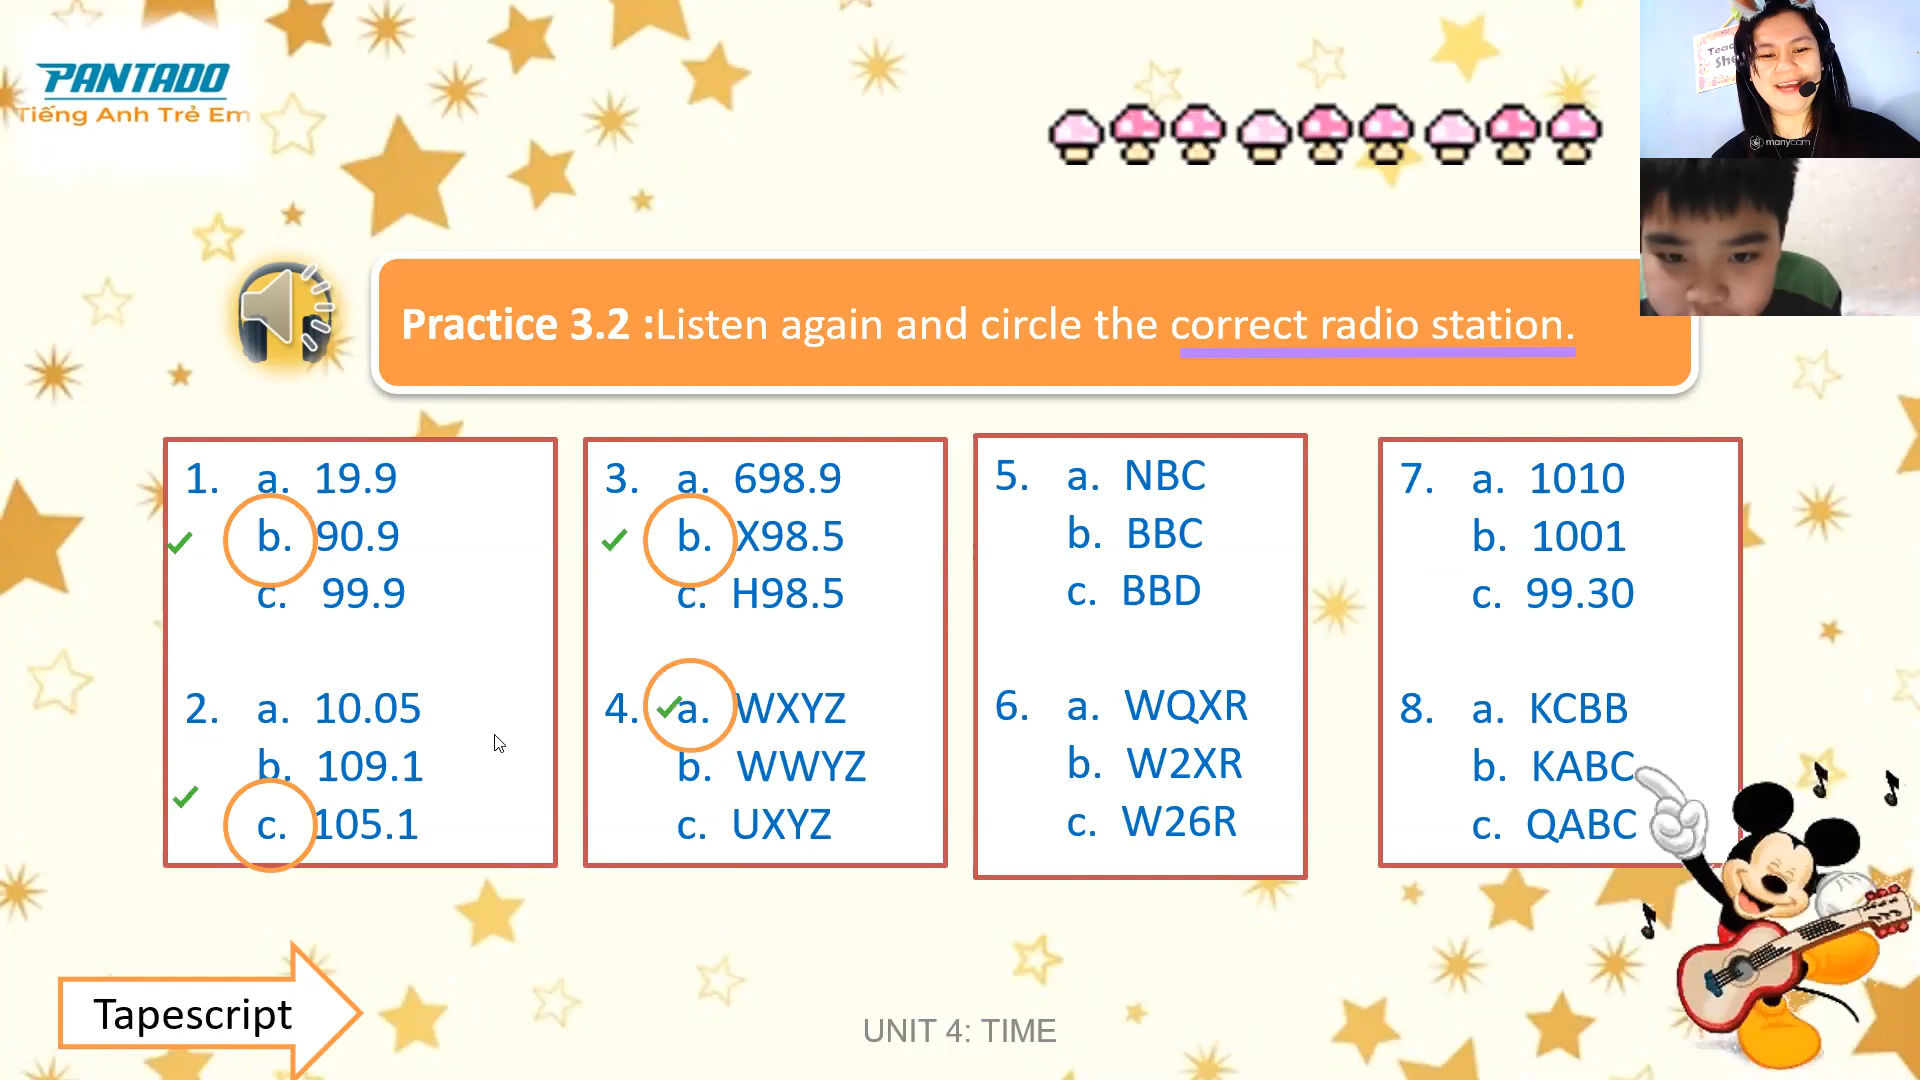 PANTADO
Tiếng Anh Trẻ Em
manycam
Practice 3.2 :Listen again and circle the correct radio station.
1. a. 19.9
b. 90.9
c. 99.9
2. a. 10.05
b. 109.1
c. 105.1
3. a. 698.9
b. X98.5
c. H98.5
4. a. WXYZ
b. WWYZ
c. UXYZ
5. a. NBC
b. BBC
c. BBD
6. a. WQXR
b. W2XR
c. W26R
7. a. 1010
b. 1001
c. 99.30
8. a. KCBB
b. KABC
c. QABC
Tapescript
UNIT 4: TIME